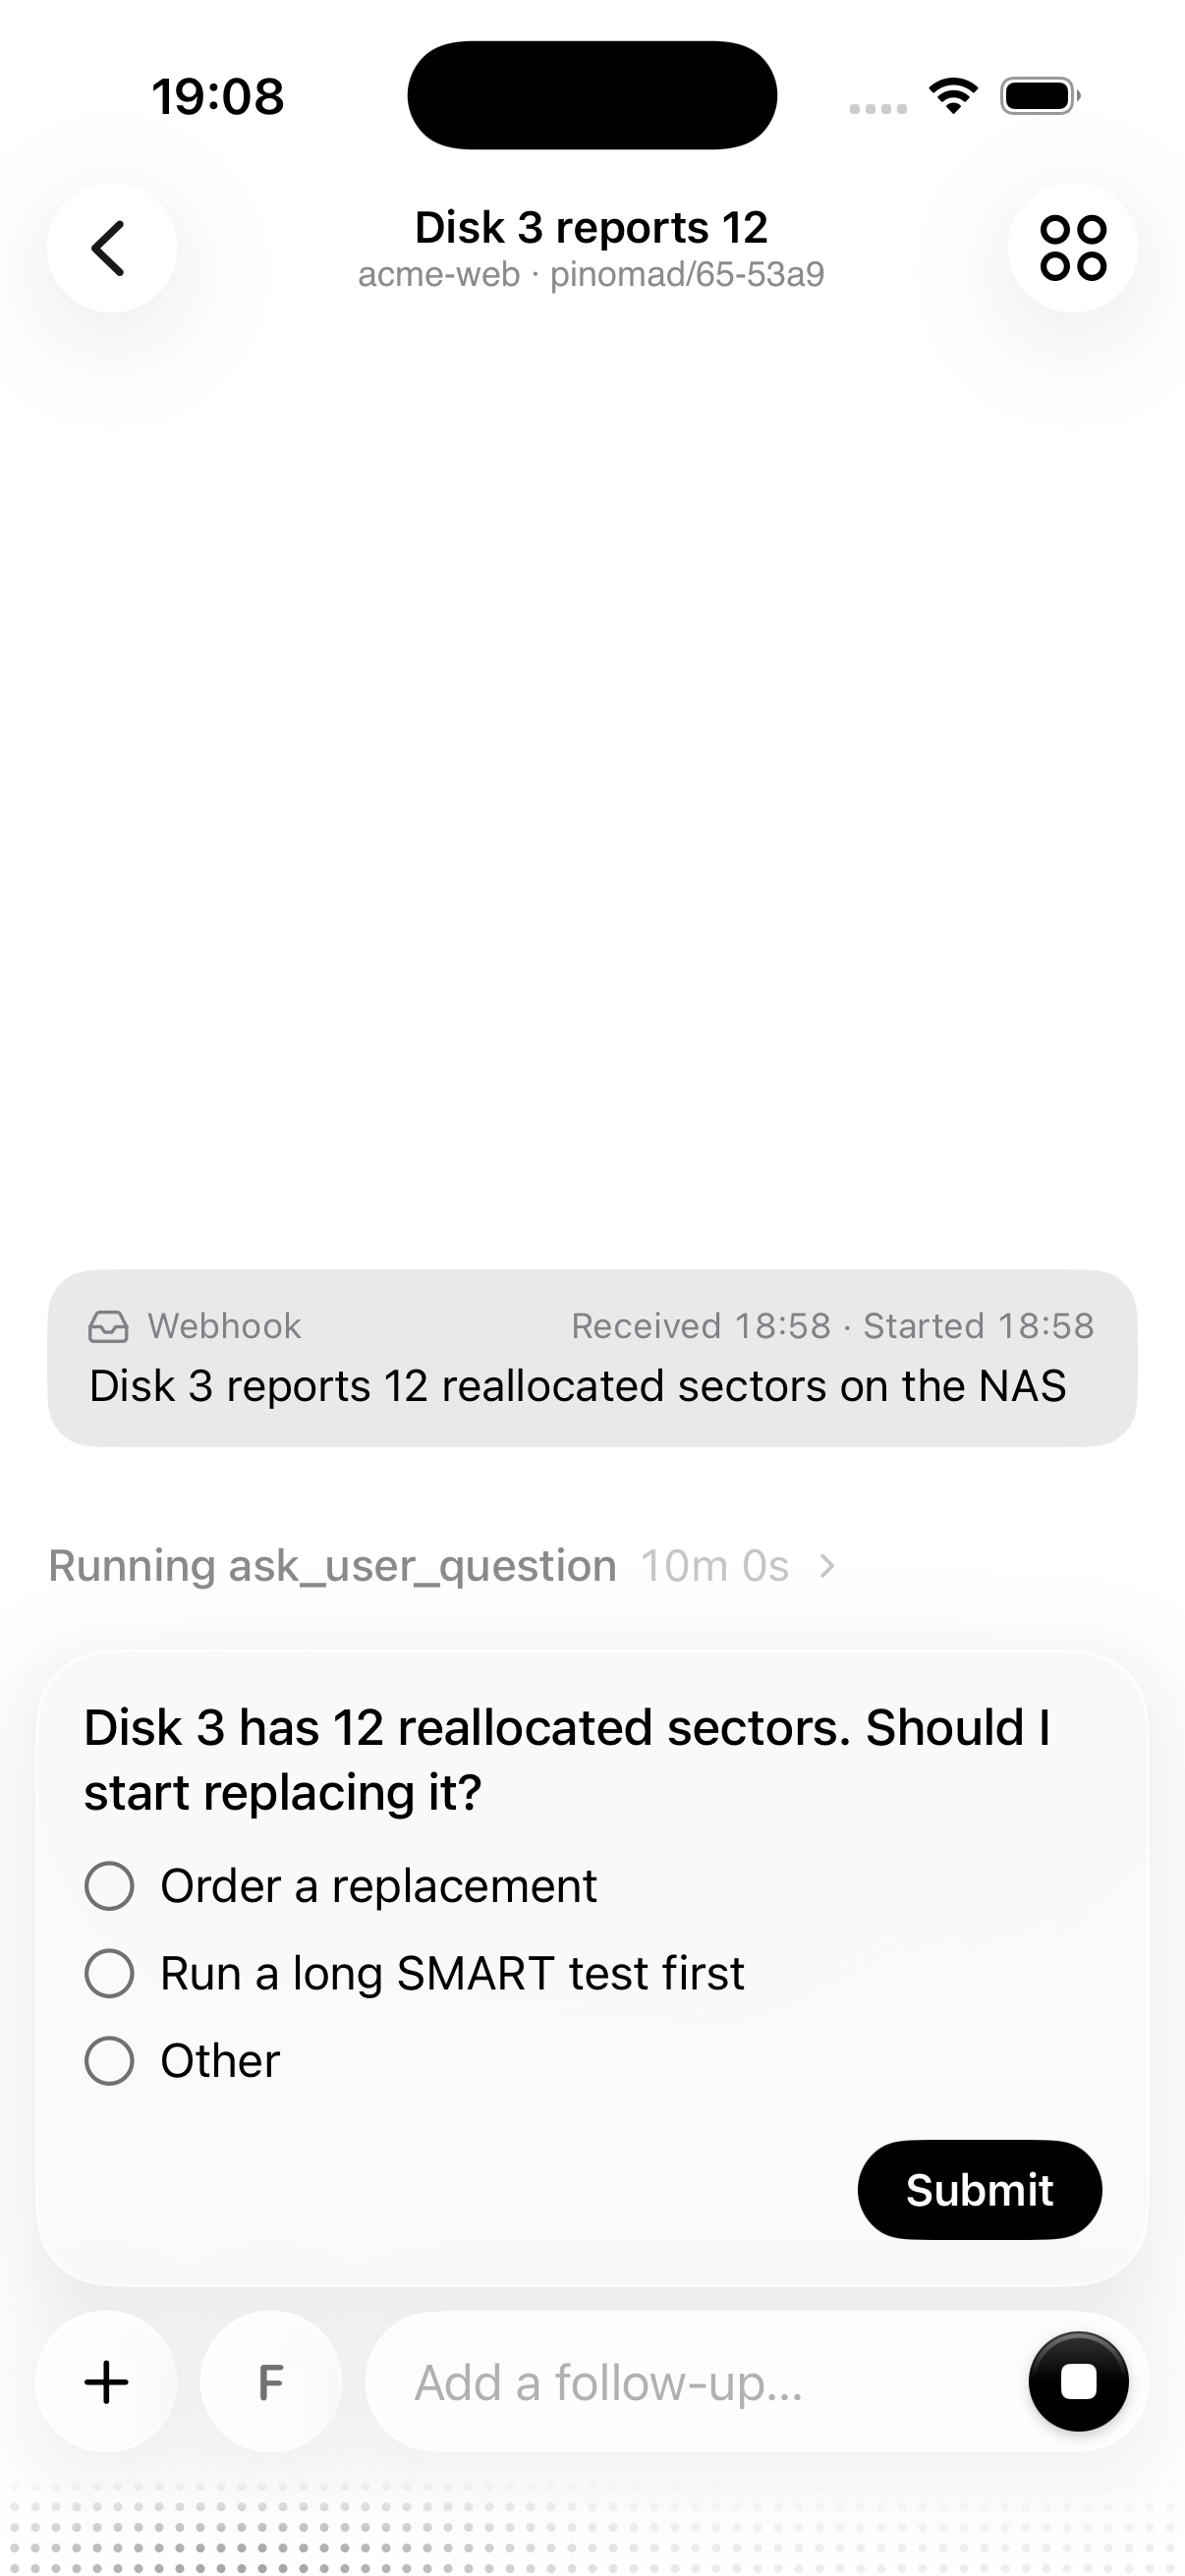 19:08
Disk 3 reports 12
acme-web · pinomad/65-53a9
Webhook
Received 18:58 · Started 18:58
Disk 3 reports 12 reallocated sectors on the NAS
Running ask_user_question 10m 0s
Disk 3 has 12 reallocated sectors. Should I
start replacing it?
Order a replacement
Run a long SMART test first
Other
Submit
F
Add a follow-up...